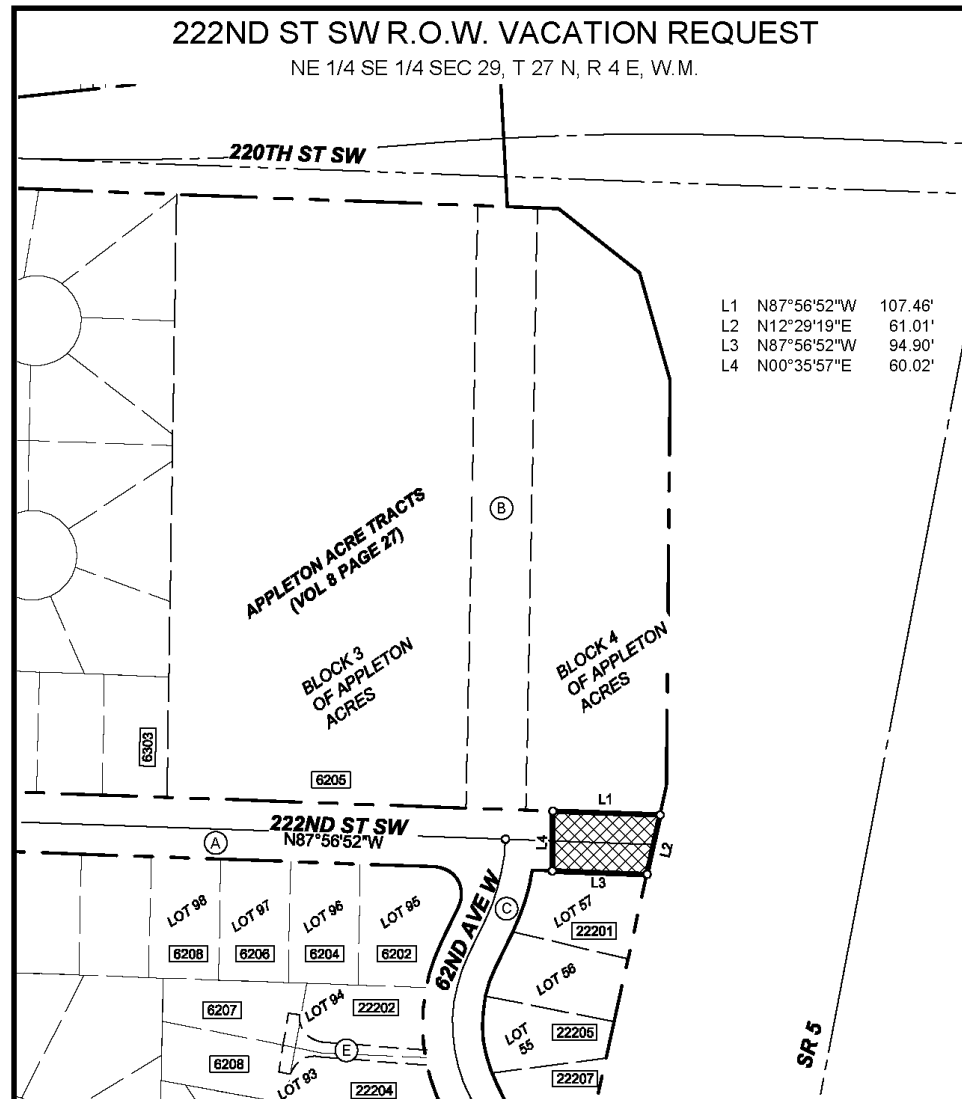 222ND ST SW R.O.W. VACATION REQUEST
NE 1/4 SE 1/4 SEC 29, T 27 N, R 4 E, W.M.
220TH ST SW
L1 N87°56'52"W 107.46'
L2 N12°29'19"E 61.01'
L3 N87°56'52"W 94.90'
L4 N00°35'57"E 60.02'
B
APPLETON ACRE TRACTS
(VOL 8 PAGE 27)
BLOCK 3
OF APPLETON
ACRES
BLOCK 4
OF APPLETON
ACRES
6303
6205
L1
222ND ST SW
N87°56'52"W
A
L4
L2
L3
62ND AVE W
C
LOT 98
LOT 97
LOT 96
LOT 95
LOT 57
22201
6208
6206
6204
6202
LOT 56
LOT 94
22202
6207
LOT
55
22205
E
6208
LOT 93
22204
22207
SR 5